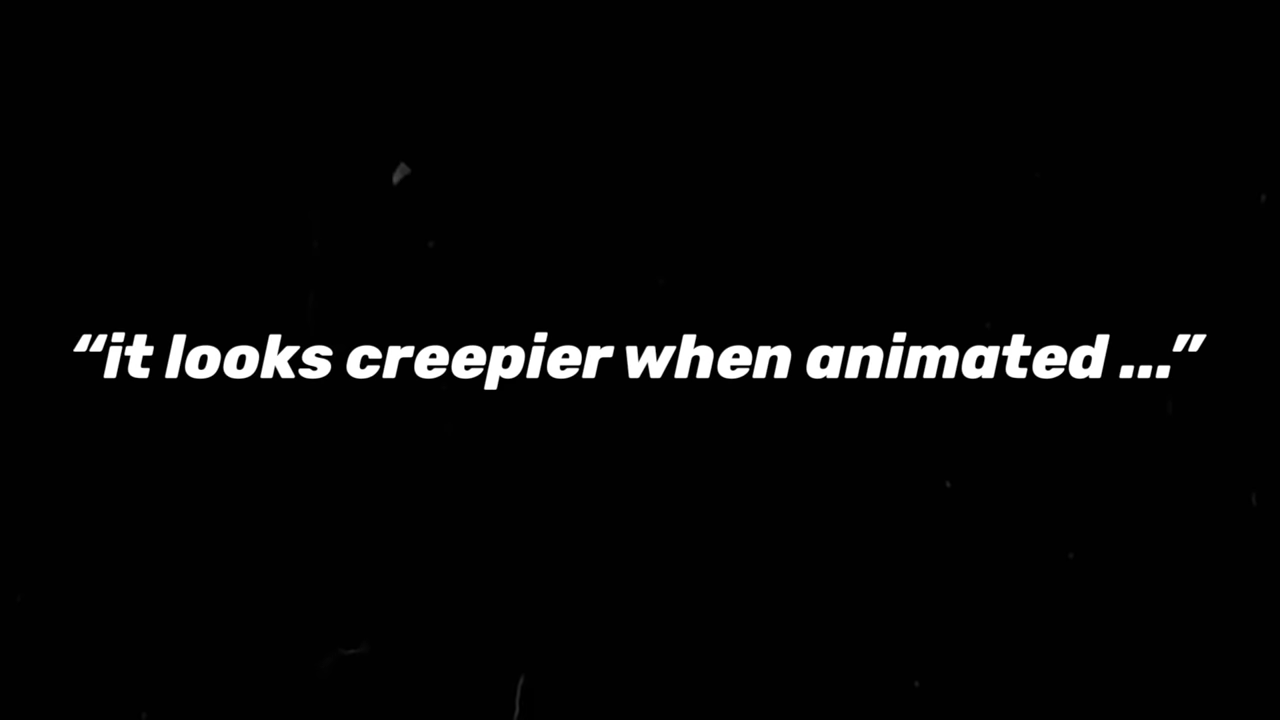 “it looks creepier when animated ...”